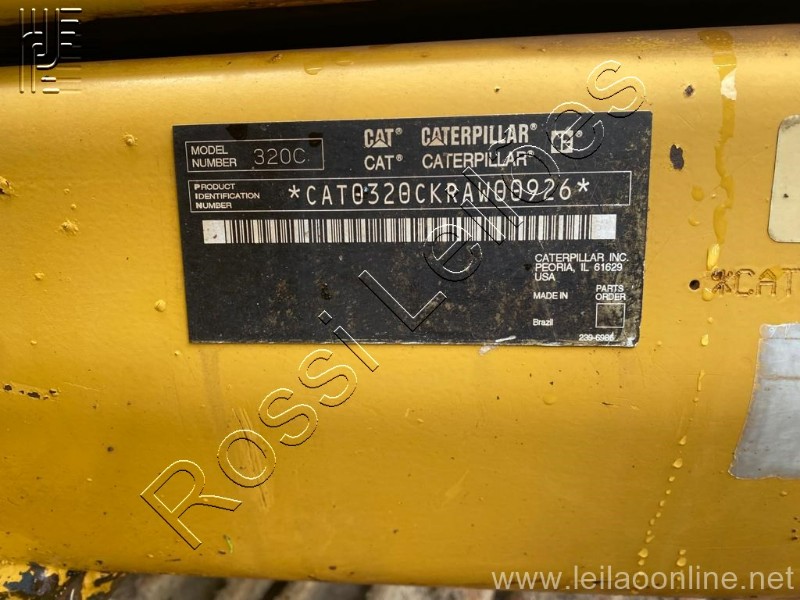 MODEL NUMBER 320C
CAT® CATERPILLAR®
CAT® CATERPILLAR®
PRODUCT IDENTIFICATION NUMBER *CAT0320CKRAW00926*
CATERPILLAR INC.
PEORIA, IL 61629
USA
MADE IN
PARTS ORDER
Brazil
239-6986
*CAT
Rossi Leilões
www.leilaoonline.net